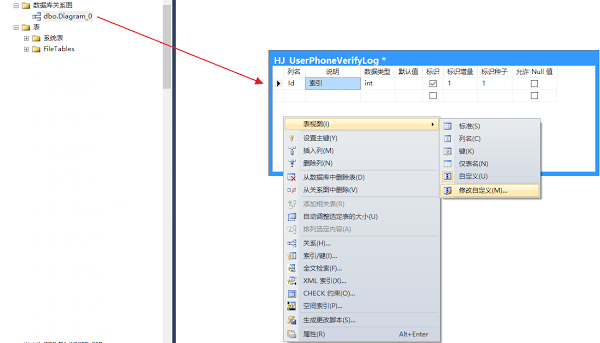 数据库关系图
dbo.Diagram_0
表
系统表
FileTables
HJ_UserPhoneVerifyLog *
列名 说明 数据类型 默认值 标识 标识增量 标识种子 允许 Null 值
Id 索引 int 1 1
表视图(I)
设置主键(Y)
插入列(M)
删除列(N)
从数据库中删除表(D)
从关系图中删除(V)
添加相关表(R)
自动调整选定表的大小(U)
排列选定内容(A)
关系(H)...
索引/键(I)...
全文检索(F)...
XML 索引(X)...
CHECK 约束(O)...
空间索引(P)...
生成更改脚本(S)...
属性(R) Alt+Enter
标准(S)
列名(C)
键(K)
仅表名(N)
自定义(U)
修改自定义(M)...